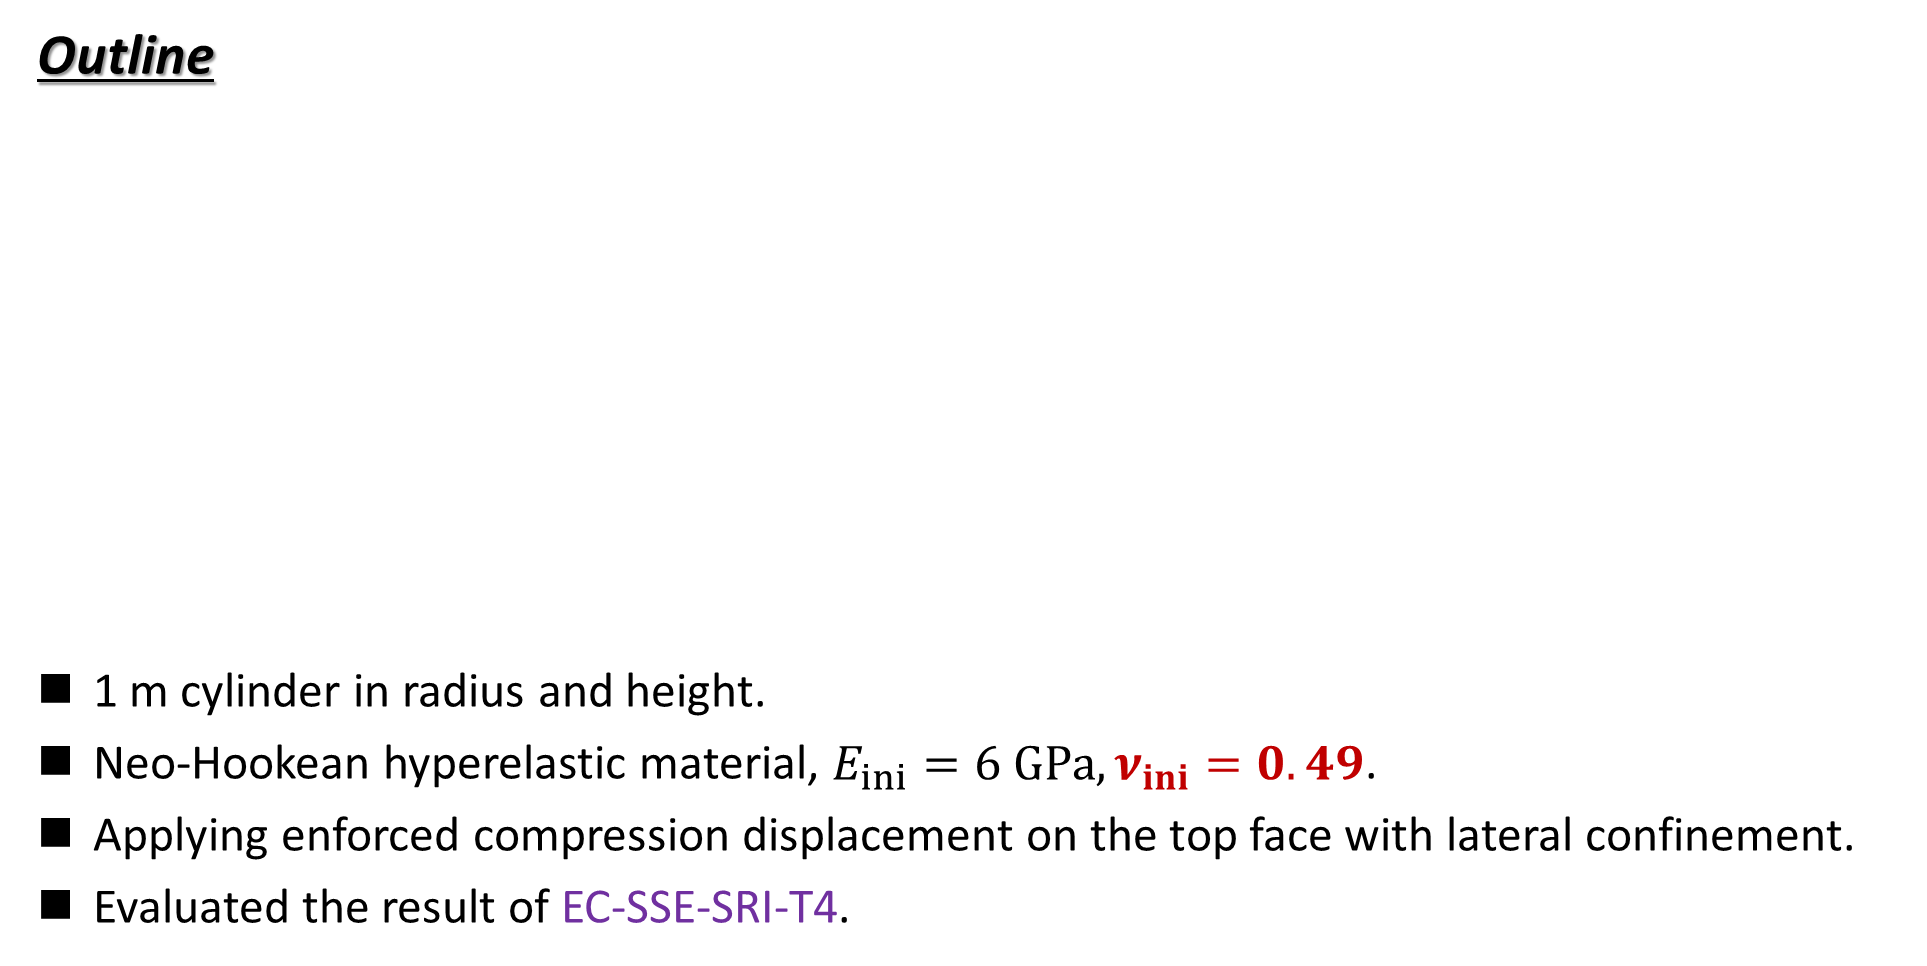 Outline
■ 1 m cylinder in radius and height.
■ Neo-Hookean hyperelastic material, E_ini = 6 GPa, ν_ini = 0.49.
■ Applying enforced compression displacement on the top face with lateral confinement.
■ Evaluated the result of EC-SSE-SRI-T4.